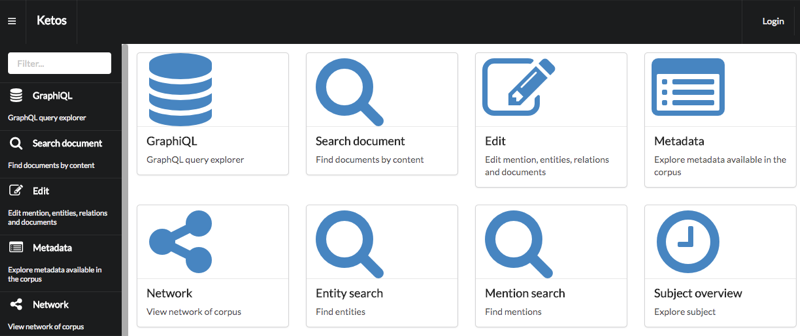 Ketos
Login
Filter...
GraphiQL
GraphQL query explorer
Search document
Find documents by content
Edit
Edit mention, entities, relations
and documents
Metadata
Explore metadata available in
the corpus
Network
View network of corpus
GraphiQL
GraphQL query explorer
Search document
Find documents by content
Edit
Edit mention, entities, relations
and documents
Metadata
Explore metadata available in the
corpus
Network
View network of corpus
Entity search
Find entities
Mention search
Find mentions
Subject overview
Explore subject